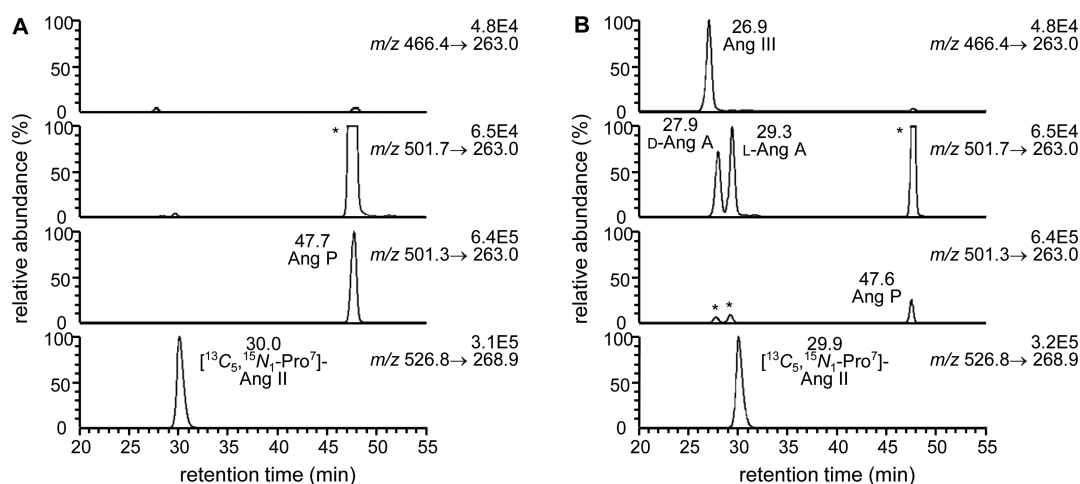 A
100
50
0
4.8E4
m/z 466.4→ 263.0
100
50
0
*
6.5E4
m/z 501.7→ 263.0
100
50
0
47.7
Ang P
6.4E5
m/z 501.3→ 263.0
100
50
0
30.0
[¹³C₅,¹⁵N₁-Pro⁷]-
Ang II
3.1E5
m/z 526.8→ 268.9
20 25 30 35 40 45 50 55
retention time (min)
relative abundance (%)
B
100
50
0
26.9
Ang III
4.8E4
m/z 466.4→ 263.0
100
50
0
27.9
D-Ang A
29.3
L-Ang A
*
6.5E4
m/z 501.7→ 263.0
100
50
0
* *
47.6
Ang P
6.4E5
m/z 501.3→ 263.0
100
50
0
29.9
[¹³C₅,¹⁵N₁-Pro⁷]-
Ang II
3.2E5
m/z 526.8→ 268.9
20 25 30 35 40 45 50 55
retention time (min)
relative abundance (%)